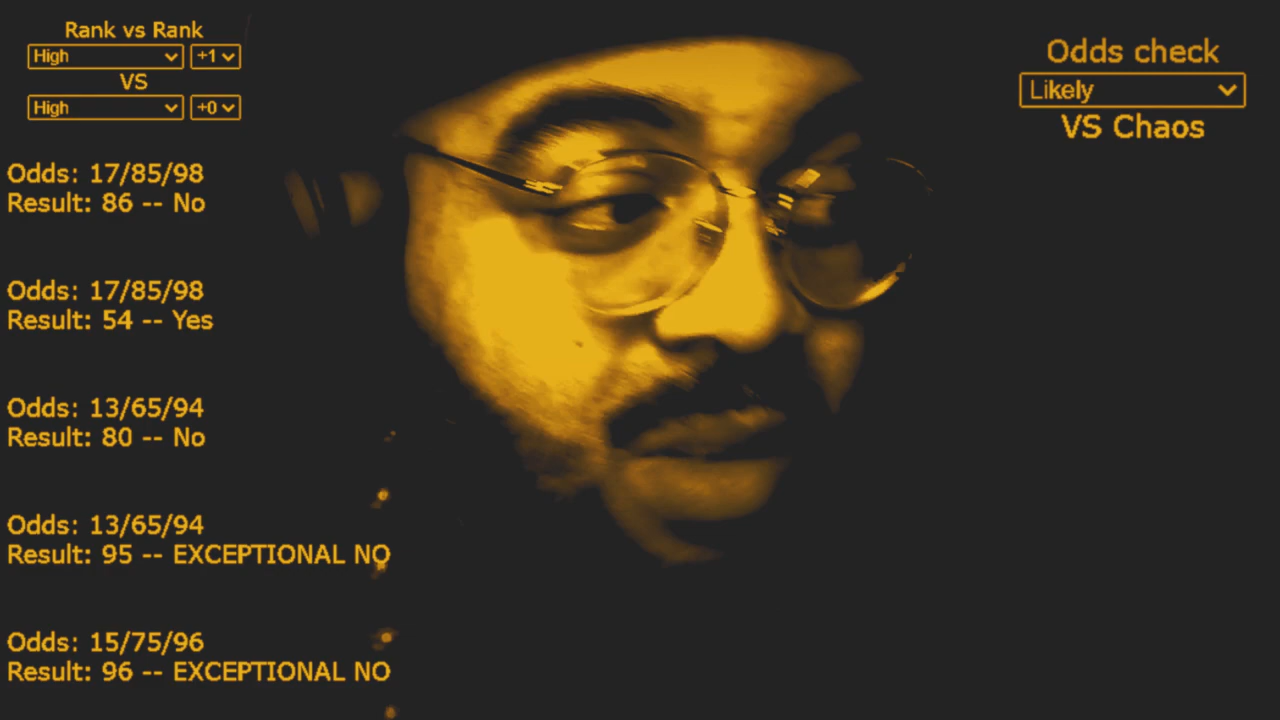 Rank vs Rank
High +1
VS
High +0
Odds: 17/85/98
Result: 86 -- No
Odds: 17/85/98
Result: 54 -- Yes
Odds: 13/65/94
Result: 80 -- No
Odds: 13/65/94
Result: 95 -- EXCEPTIONAL NO
Odds: 15/75/96
Result: 96 -- EXCEPTIONAL NO
Odds check
Likely
VS Chaos